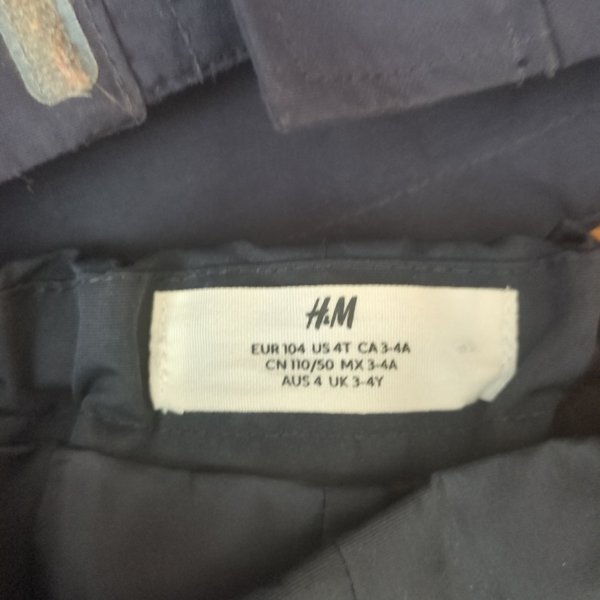 H&M
EUR 104 US 4T CA 3-4A
CN 110/50 MX 3-4A
AUS 4 UK 3-4Y